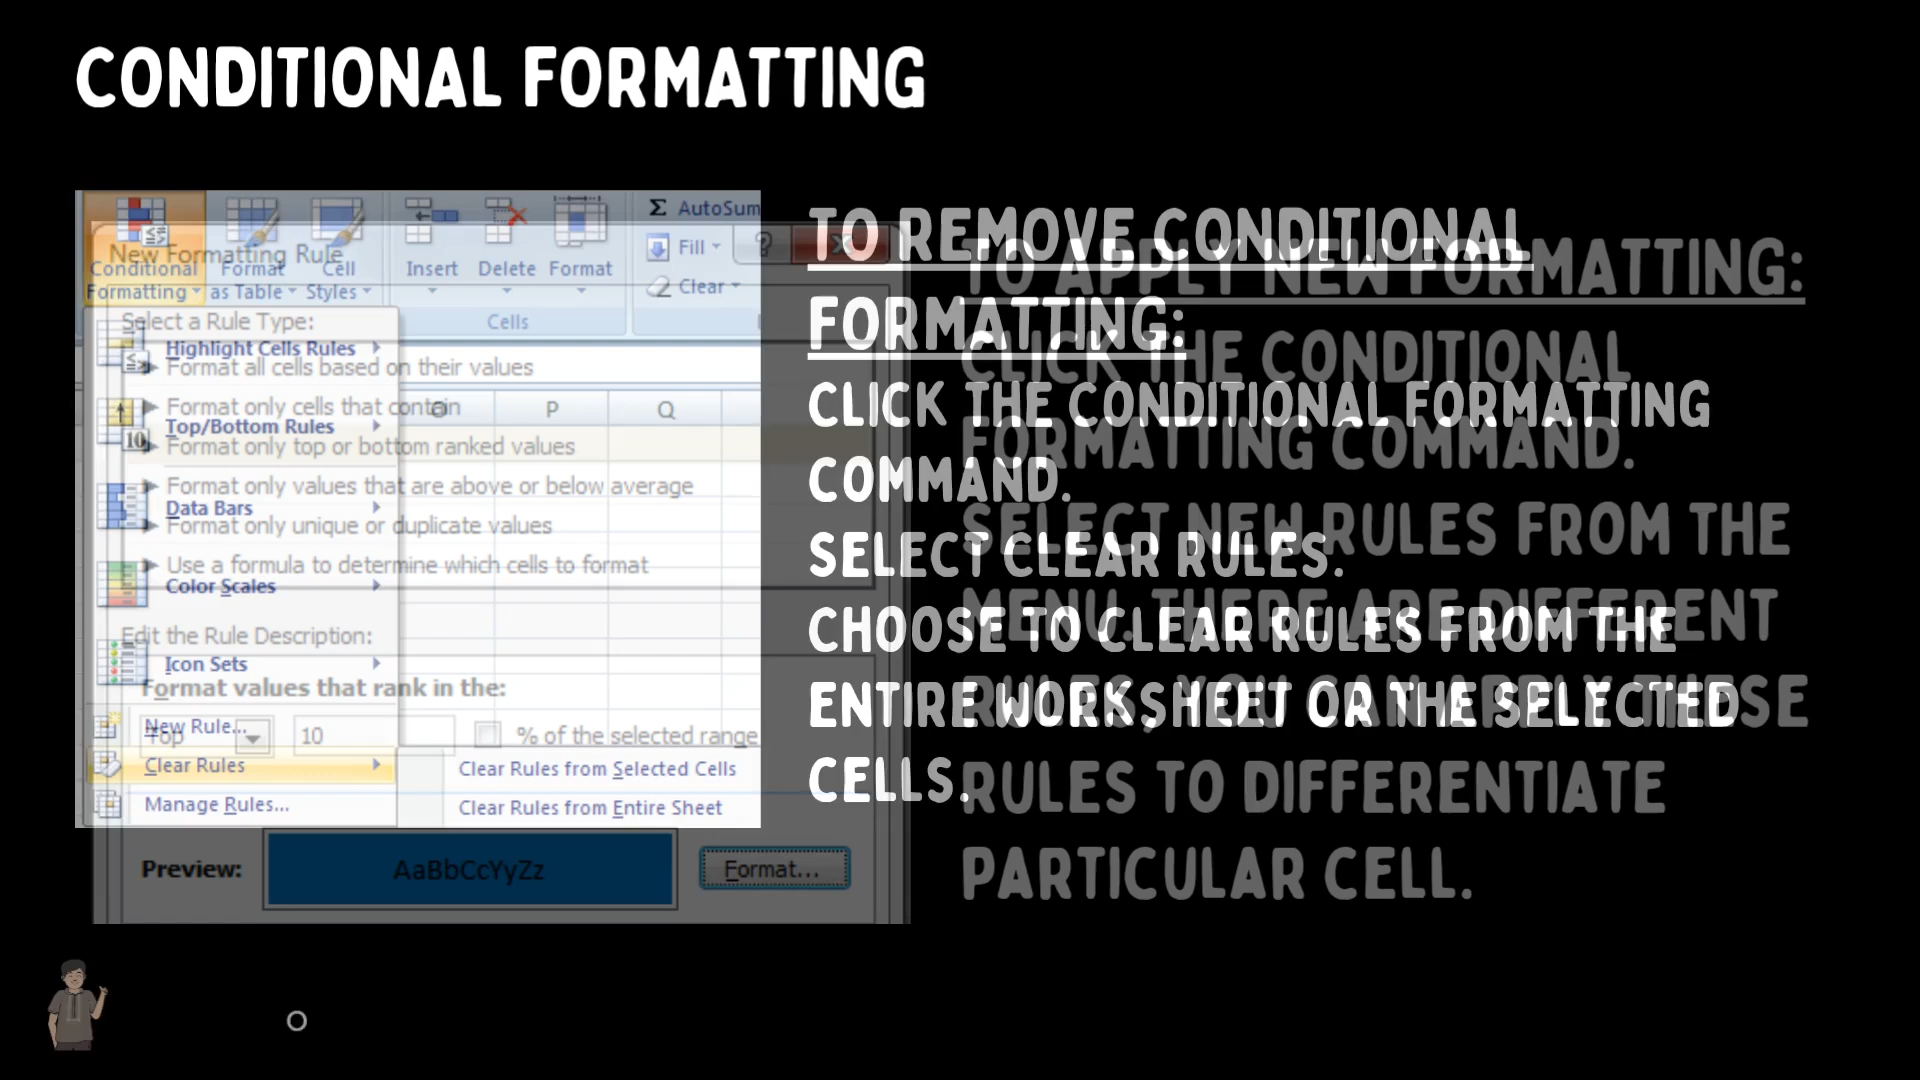 CONDITIONAL FORMATTING
AutoSum
Fill
Clear
Conditional Formatting
Format as Table
Cell Styles
Insert
Delete
Format
Cells
P
Q
Highlight Cells Rules
Top/Bottom Rules
Data Bars
Color Scales
Icon Sets
New Rule...
Clear Rules
Manage Rules...
Clear Rules from Selected Cells
Clear Rules from Entire Sheet
New Formatting Rule
Select a Rule Type:
Format all cells based on their values
Format only cells that contain
Format only top or bottom ranked values
Format only values that are above or below average
Format only unique or duplicate values
Use a formula to determine which cells to format
Edit the Rule Description:
Format values that rank in the:
Top
10
% of the selected range
Preview:
AaBbCcYyZz
Format...
TO REMOVE CONDITIONAL
FORMATTING:
CLICK THE CONDITIONAL FORMATTING
COMMAND.
SELECT CLEAR RULES.
CHOOSE TO CLEAR RULES FROM THE
ENTIRE WORKSHEET OR THE SELECTED
CELLS.
TO APPLY NEW FORMATTING:
CLICK THE CONDITIONAL
FORMATTING COMMAND.
SELECT NEW RULES FROM THE
MENU. THERE ARE DIFFERENT
RULES, YOU CAN APPLY THESE
RULES TO DIFFERENTIATE
PARTICULAR CELL.